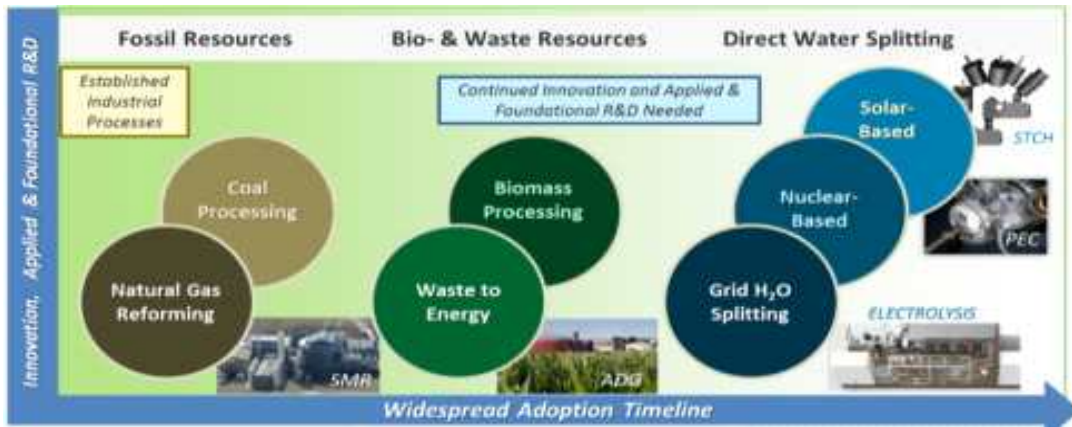 Fossil Resources
Bio- & Waste Resources
Direct Water Splitting
Established
Industrial
Processes
Continued Innovation and Applied &
Foundational R&D Needed
Solar-
Based
STCH
Coal
Processing
Biomass
Processing
Nuclear-
Based
PEC
Natural Gas
Reforming
Waste to
Energy
Grid H₂O
Splitting
ELECTROLYSIS
SMR
ADG
Innovation, Applied & Foundational R&D
Widespread Adoption Timeline